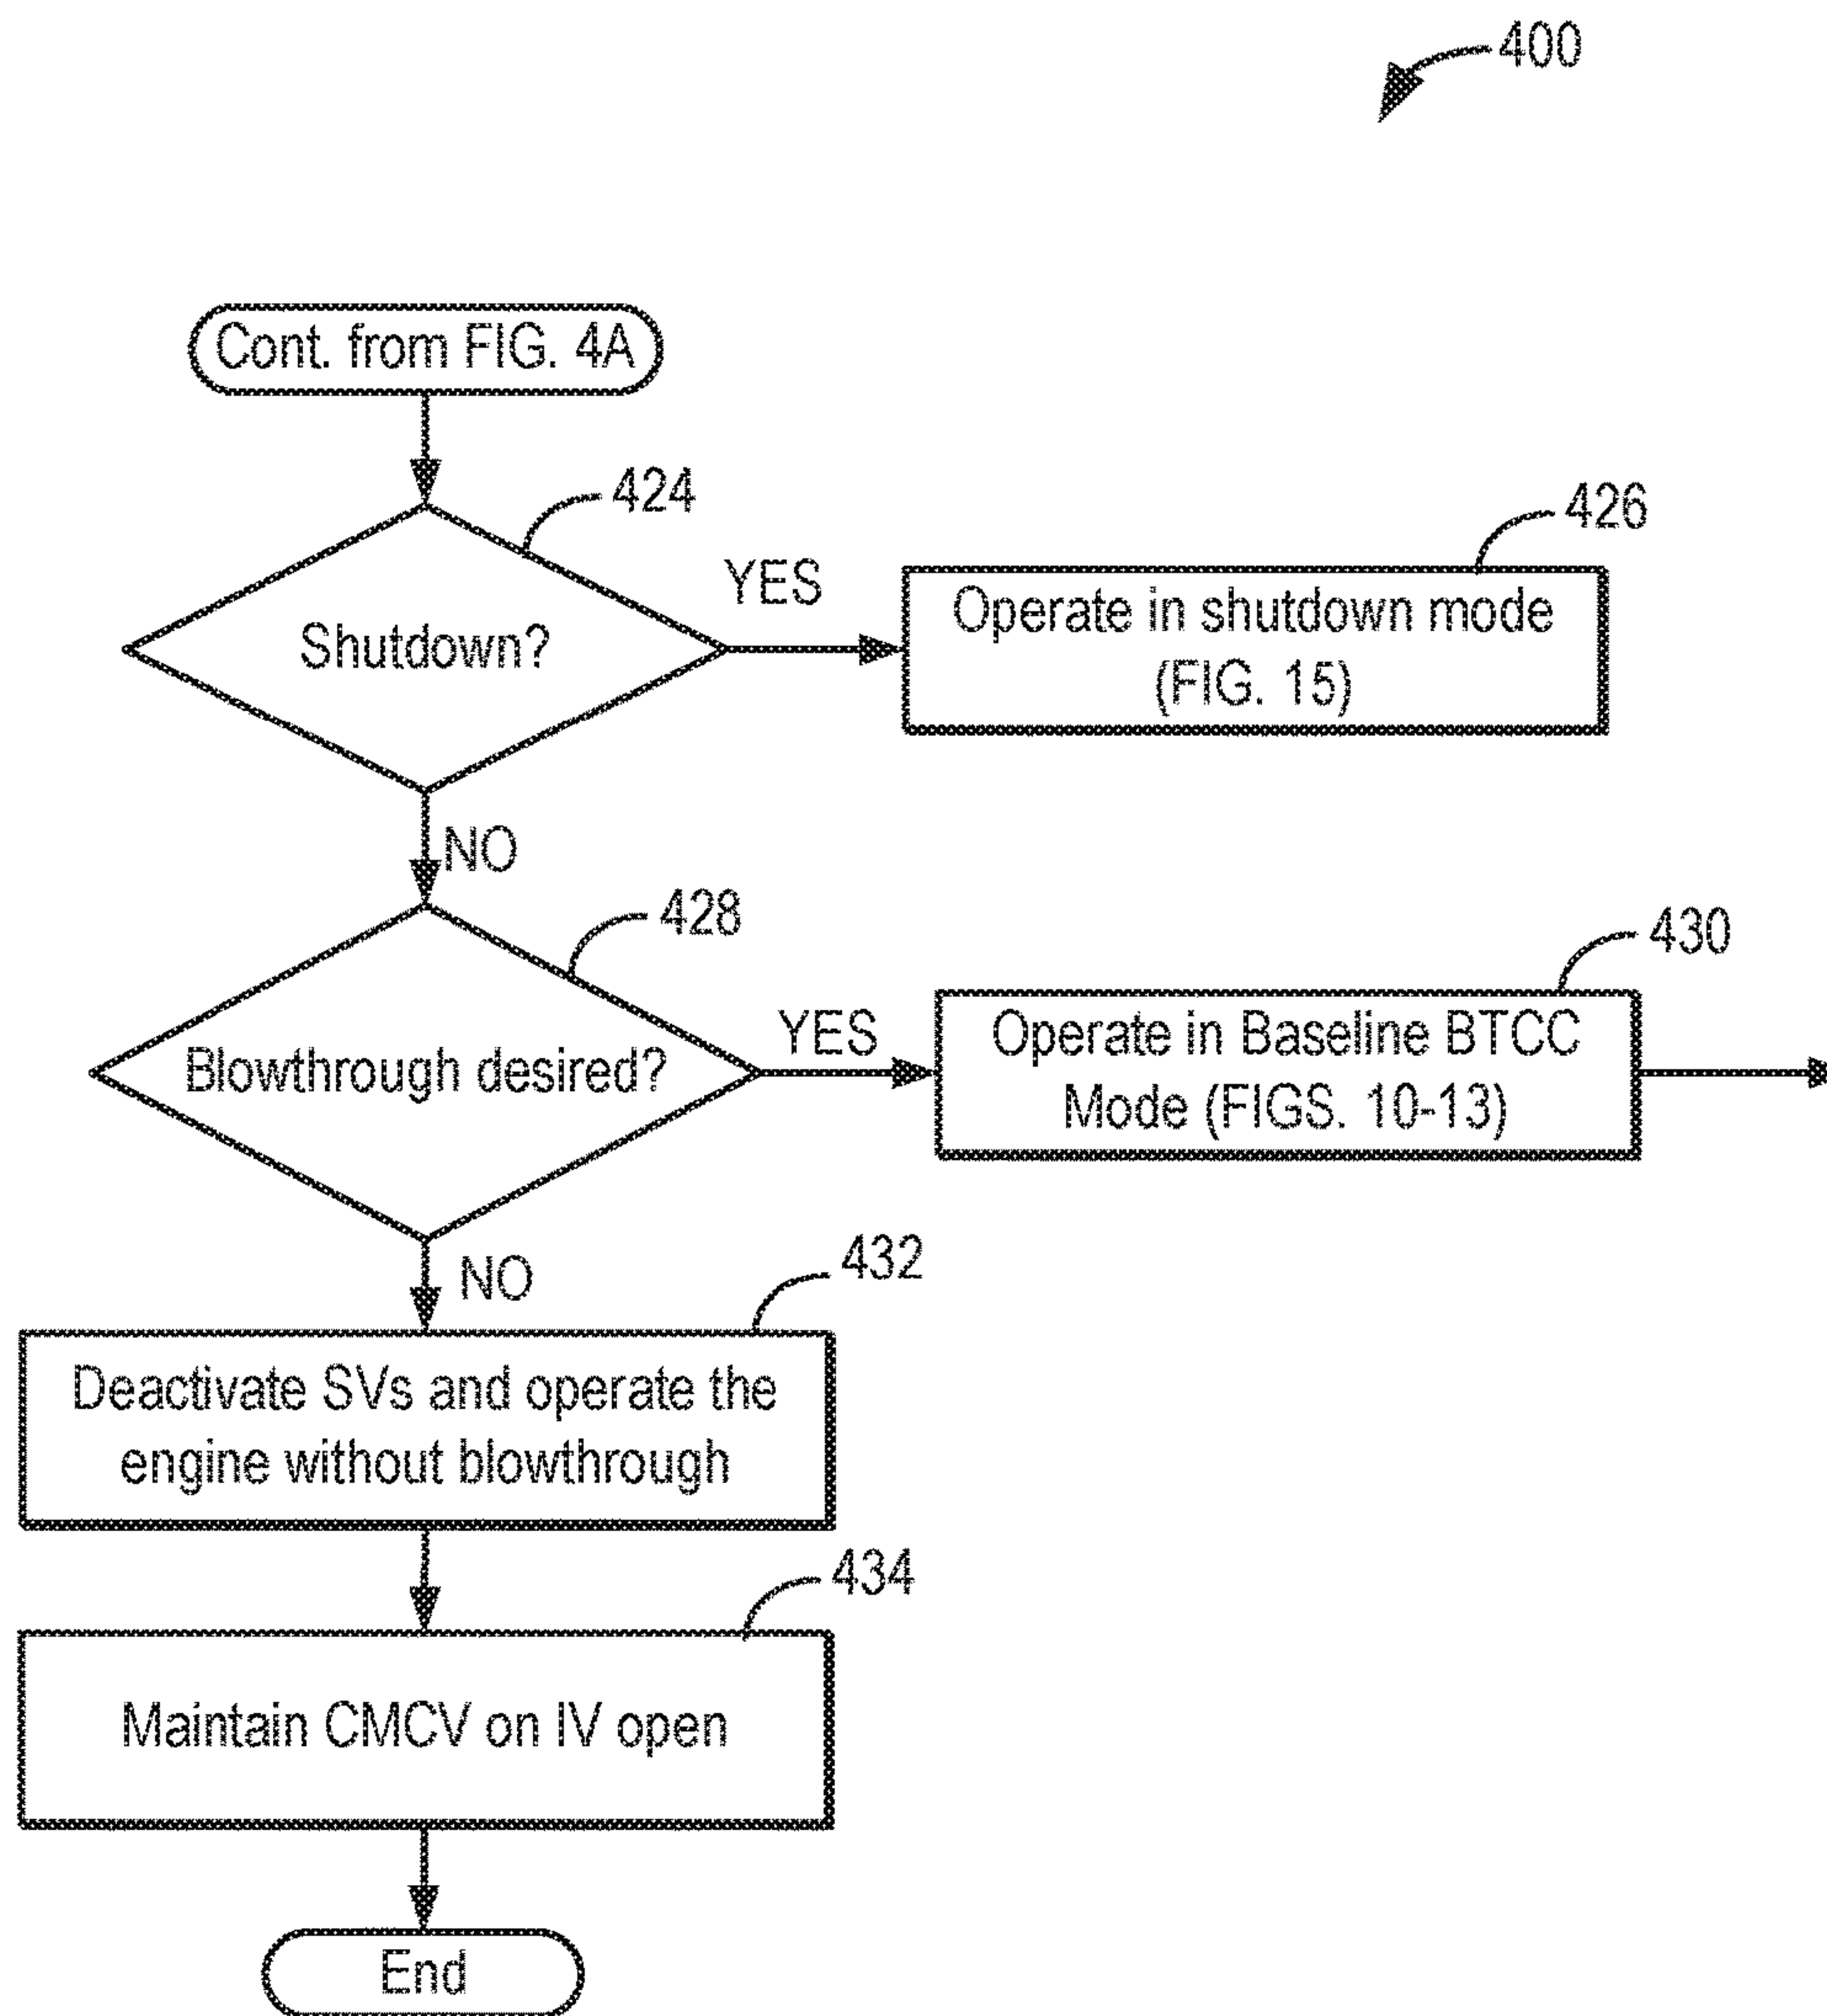 400
Cont. from FIG. 4A
424
Shutdown?
YES
426
Operate in shutdown mode
(FIG. 15)
NO
428
Blowthrough desired?
YES
430
Operate in Baseline BTCC
Mode (FIGS. 10-13)
NO
432
Deactivate SVs and operate the
engine without blowthrough
434
Maintain CMCV on IV open
End